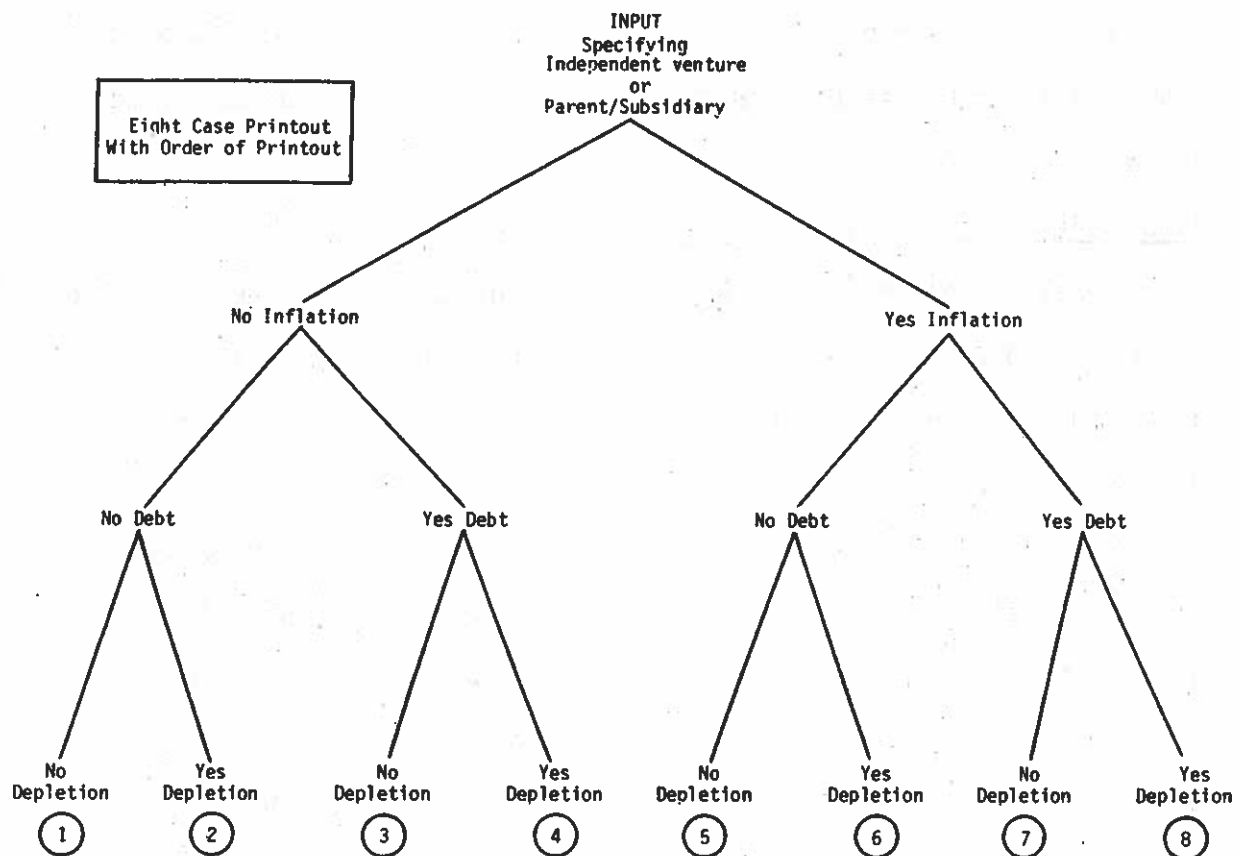 INPUT
Specifying
Independent venture
or
Parent/Subsidiary
Eight Case Printout
With Order of Printout
No Inflation
Yes Inflation
No Debt
Yes Debt
No Debt
Yes Debt
No
Depletion
Yes
Depletion
No
Depletion
Yes
Depletion
No
Depletion
Yes
Depletion
No
Depletion
Yes
Depletion
1
2
3
4
5
6
7
8